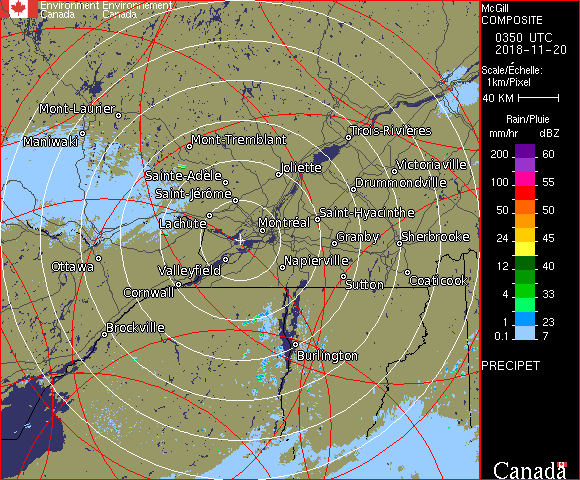 Environment Environnement
Canada Canada
McGill
COMPOSITE
0350 UTC
2018-11-20
Scale/Échelle:
1km/Pixel
40 KM
Rain/Pluie
mm/hr dBZ
200 60
155
100 55
50 50
24 45
12 40
4 33
1 23
0.1 7
PRECIPET
Canada
Mont-Laurier
Maniwaki
Mont-Tremblant
Trois-Rivières
Joliette
Victoriaville
Sainte-Adèle
Drummondville
Saint-Jérôme
Saint-Hyacinthe
Lachute
Montréal
Granby
Sherbrooke
Ottawa
Valleyfield
Napierville
Cornwall
Sutton
Coaticook
Brockville
Burlington